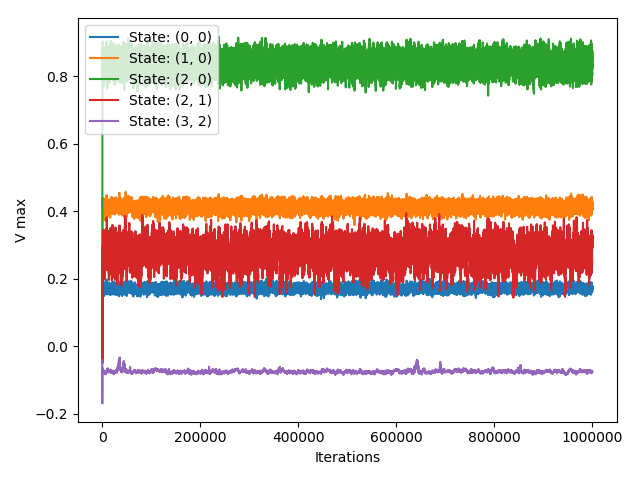 State: (0, 0)
State: (1, 0)
State: (2, 0)
State: (2, 1)
State: (3, 2)
V max
0.8
0.6
0.4
0.2
0.0
−0.2
0 200000 400000 600000 800000 1000000
Iterations